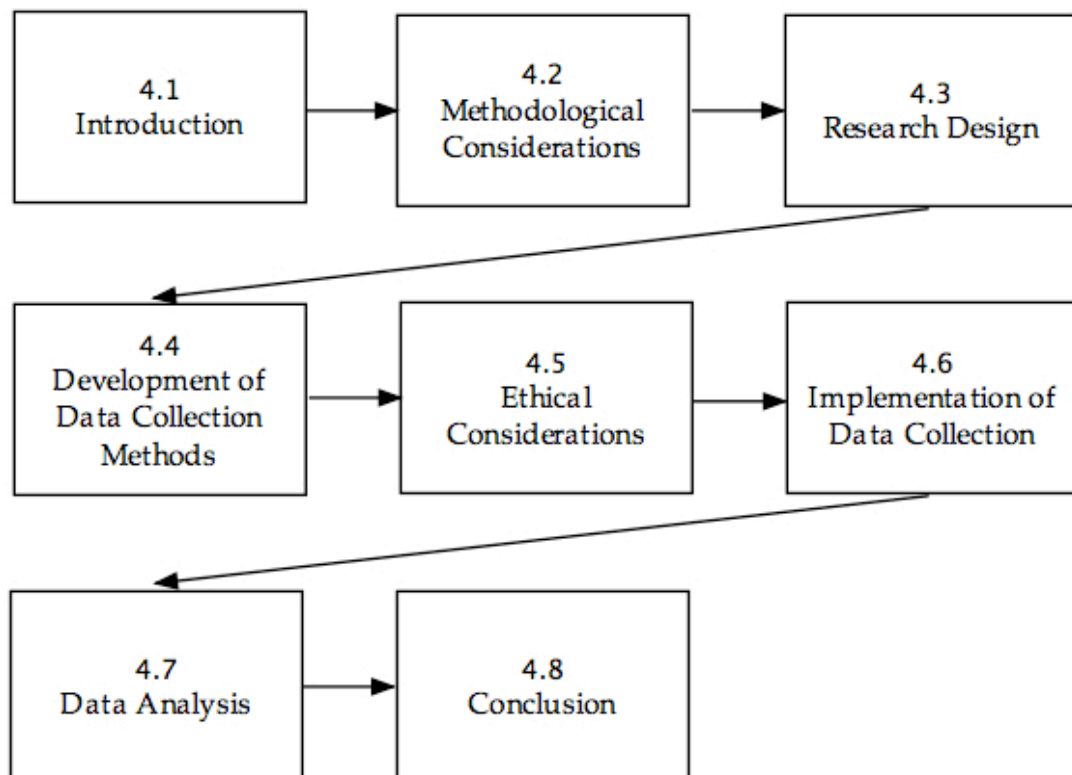 4.1
Introduction
4.2
Methodological
Considerations
4.3
Research Design
4.4
Development of
Data Collection
Methods
4.5
Ethical
Considerations
4.6
Implementation of
Data Collection
4.7
Data Analysis
4.8
Conclusion